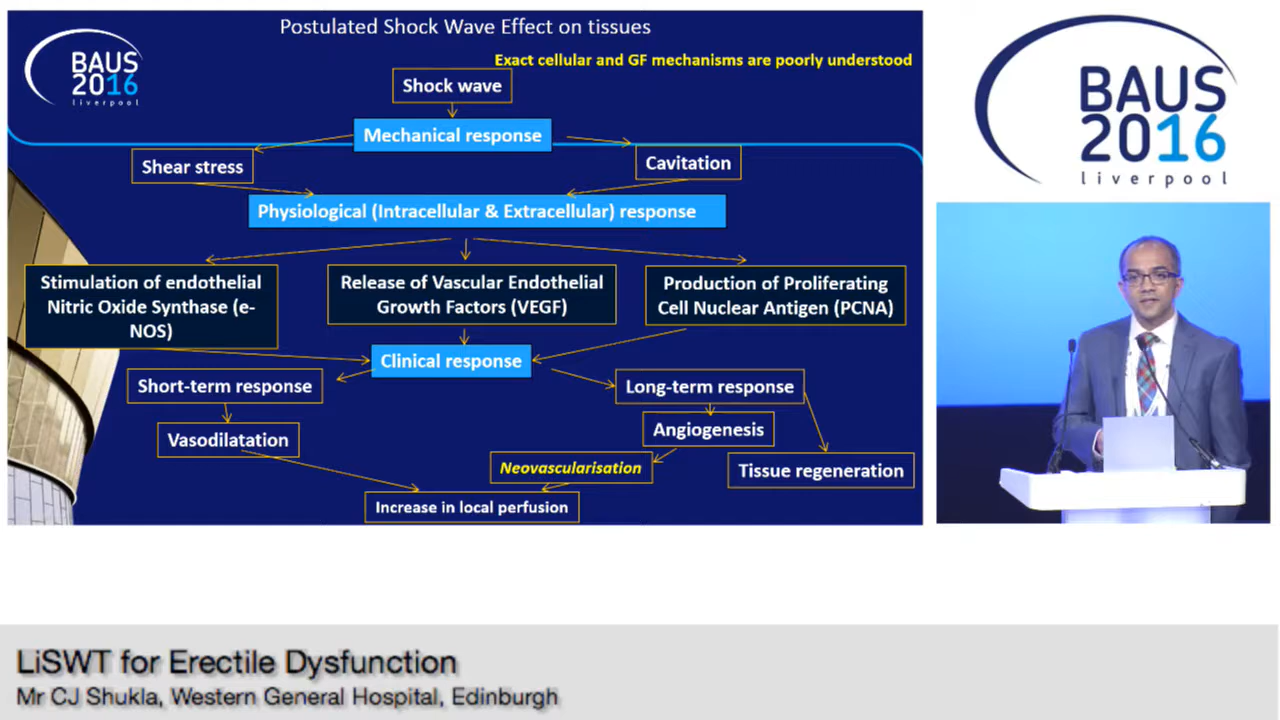 Postulated Shock Wave Effect on tissues
BAUS
2016
liverpool
Exact cellular and GF mechanisms are poorly understood
Shock wave
Mechanical response
Shear stress
Cavitation
Physiological (Intracellular & Extracellular) response
Stimulation of endothelial
Nitric Oxide Synthase (e-
NOS)
Release of Vascular Endothelial
Growth Factors (VEGF)
Production of Proliferating
Cell Nuclear Antigen (PCNA)
Clinical response
Short-term response
Long-term response
Vasodilatation
Angiogenesis
Neovascularisation
Tissue regeneration
Increase in local perfusion
BAUS
2016
liverpool
LiSWT for Erectile Dysfunction
Mr CJ Shukla, Western General Hospital, Edinburgh